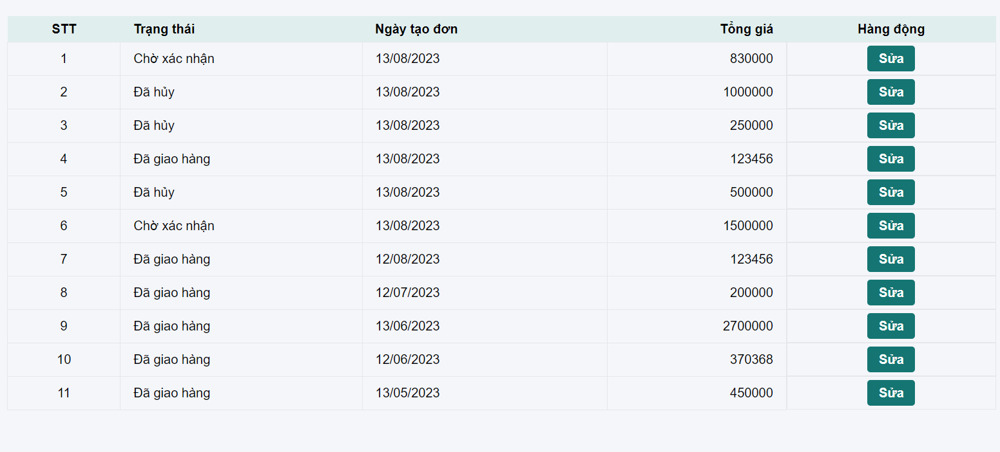 STT Trạng thái Ngày tạo đơn Tổng giá Hàng động
1 Chờ xác nhận 13/08/2023 830000 Sửa
2 Đã hủy 13/08/2023 1000000 Sửa
3 Đã hủy 13/08/2023 250000 Sửa
4 Đã giao hàng 13/08/2023 123456 Sửa
5 Đã hủy 13/08/2023 500000 Sửa
6 Chờ xác nhận 13/08/2023 1500000 Sửa
7 Đã giao hàng 12/08/2023 123456 Sửa
8 Đã giao hàng 12/07/2023 200000 Sửa
9 Đã giao hàng 13/06/2023 2700000 Sửa
10 Đã giao hàng 12/06/2023 370368 Sửa
11 Đã giao hàng 13/05/2023 450000 Sửa